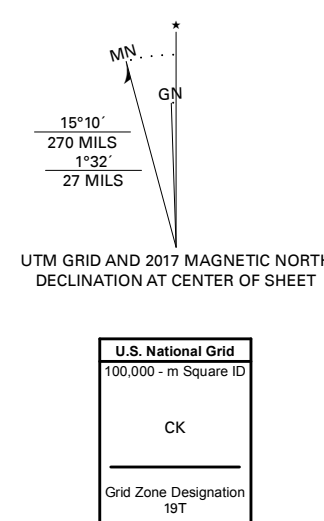 MN
GN
15°10´
270 MILS
1°32´
27 MILS
UTM GRID AND 2017 MAGNETIC NORTH
DECLINATION AT CENTER OF SHEET
U.S. National Grid
100,000 - m Square ID
CK
Grid Zone Designation
19T